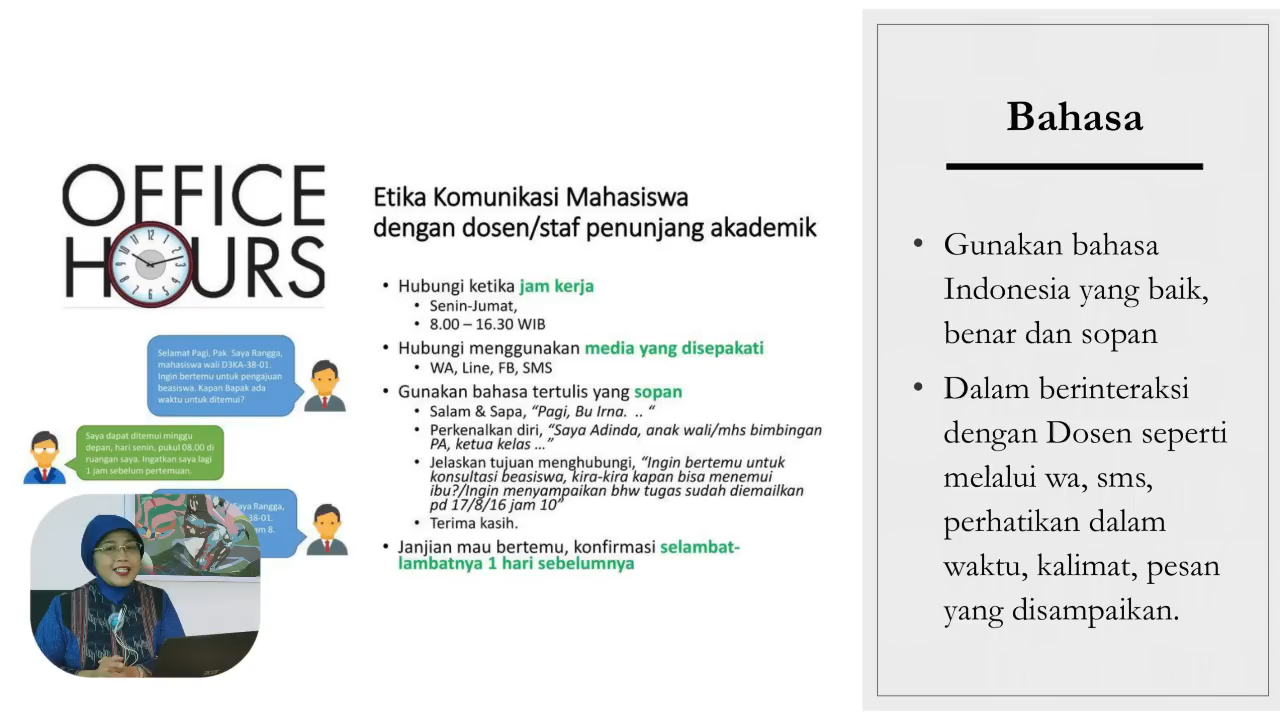 OFFICE
HOURS
Selamat Pagi, Pak. Saya Rangga,
mahasiswa wali D3KA-38-01.
Ingin bertemu untuk pengajuan
beasiswa. Kapan Bapak ada
waktu untuk ditemui?
Saya dapat ditemui minggu
depan, hari senin, pukul 08.00 di
ruangan saya. Ingatkan saya lagi
1 jam sebelum pertemuan.
Saya Rangga,
38-01.
am 8.
Etika Komunikasi Mahasiswa
dengan dosen/staf penunjang akademik
• Hubungi ketika jam kerja
• Senin-Jumat,
• 8.00 – 16.30 WIB
• Hubungi menggunakan media yang disepakati
• WA, Line, FB, SMS
• Gunakan bahasa tertulis yang sopan
• Salam & Sapa, “Pagi, Bu Irna. .. “
• Perkenalkan diri, “Saya Adinda, anak wali/mhs bimbingan
PA, ketua kelas ...”
• Jelaskan tujuan menghubungi, “Ingin bertemu untuk
konsultasi beasiswa, kira-kira kapan bisa menemui
ibu?/Ingin menyampaikan bhw tugas sudah diemailkan
pd 17/8/16 jam 10”
• Terima kasih.
• Janjian mau bertemu, konfirmasi selambat-
lambatnya 1 hari sebelumnya
Bahasa
• Gunakan bahasa
Indonesia yang baik,
benar dan sopan
• Dalam berinteraksi
dengan Dosen seperti
melalui wa, sms,
perhatikan dalam
waktu, kalimat, pesan
yang disampaikan.